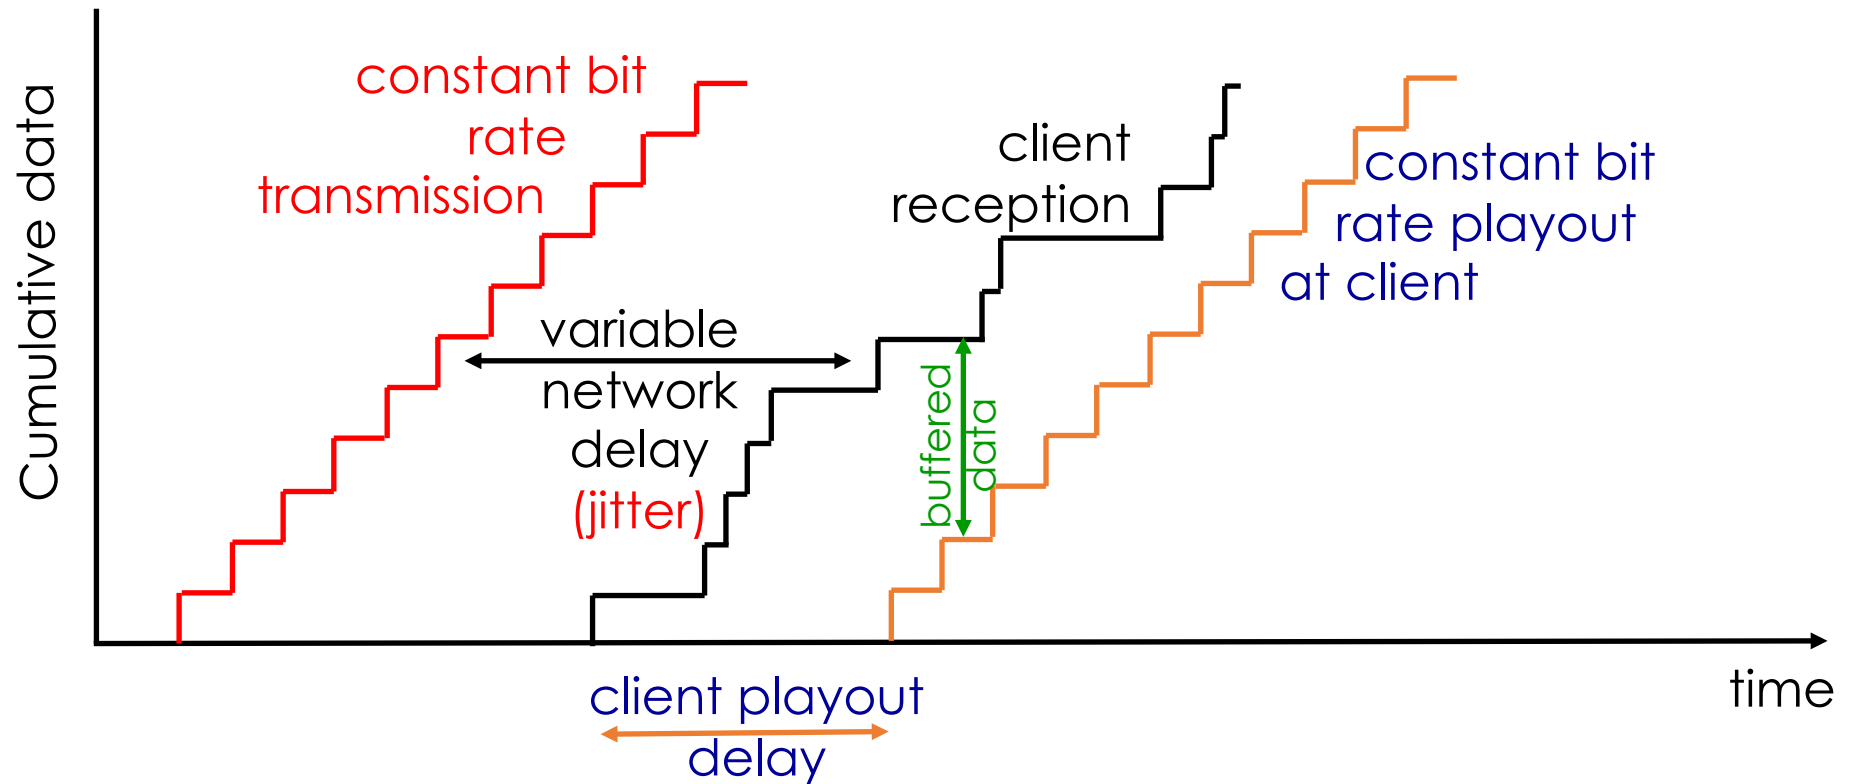 Cumulative data
constant bit
rate
transmission
variable
network
delay
(jitter)
client
reception
buffered
data
constant bit
rate playout
at client
time
client playout
delay